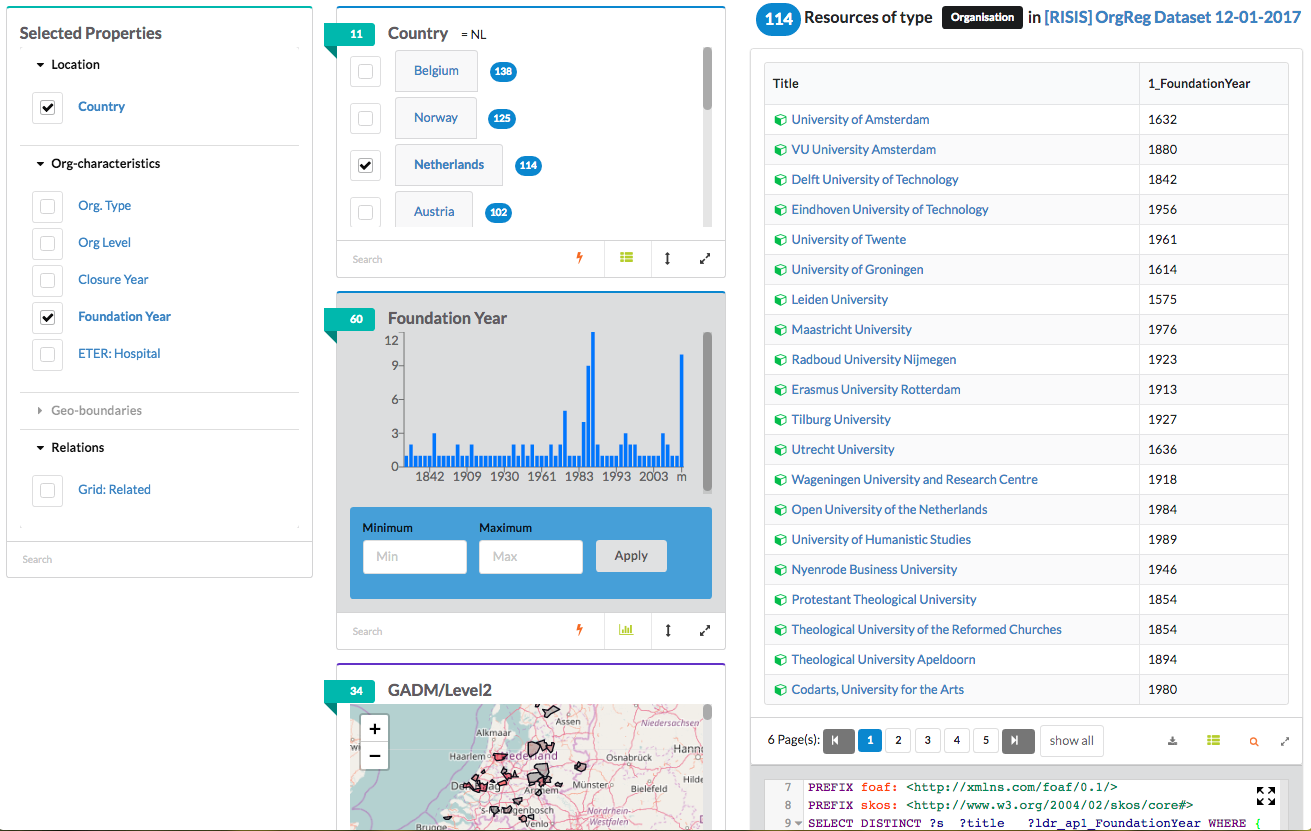 Selected Properties
Location
Country
Org-characteristics
Org. Type
Org Level
Closure Year
Foundation Year
ETER: Hospital
Geo-boundaries
Relations
Grid: Related
Search
11 Country = NL
Belgium 138
Norway 125
Netherlands 114
Austria 102
Search
60 Foundation Year
12
9
6
3
0
1842 1909 1930 1961 1983 1993 2003 m
Minimum Maximum
Min Max Apply
Search
34 GADM/Level2
+
−
Assen
Niedersachsen
Alkmaar
Haarlem
Nederland
Osnabrück
Hann
Den
Arnhem
Münster
Bielefeld
Hilde
's-Hertogenbosch
Nordrhein-
Westfalen
Brugge
Venlo
114 Resources of type Organisation in [RISIS] OrgReg Dataset 12-01-2017
Title 1_FoundationYear
University of Amsterdam 1632
VU University Amsterdam 1880
Delft University of Technology 1842
Eindhoven University of Technology 1956
University of Twente 1961
University of Groningen 1614
Leiden University 1575
Maastricht University 1976
Radboud University Nijmegen 1923
Erasmus University Rotterdam 1913
Tilburg University 1927
Utrecht University 1636
Wageningen University and Research Centre 1918
Open University of the Netherlands 1984
University of Humanistic Studies 1989
Nyenrode Business University 1946
Protestant Theological University 1854
Theological University of the Reformed Churches 1854
Theological University Apeldoorn 1894
Codarts, University for the Arts 1980
6 Page(s): 1 2 3 4 5 show all
7 PREFIX foaf: <http://xmlns.com/foaf/0.1/>
8 PREFIX skos: <http://www.w3.org/2004/02/skos/core#>
9 SELECT DISTINCT ?s ?title ?ldr_ap1_FoundationYear WHERE {